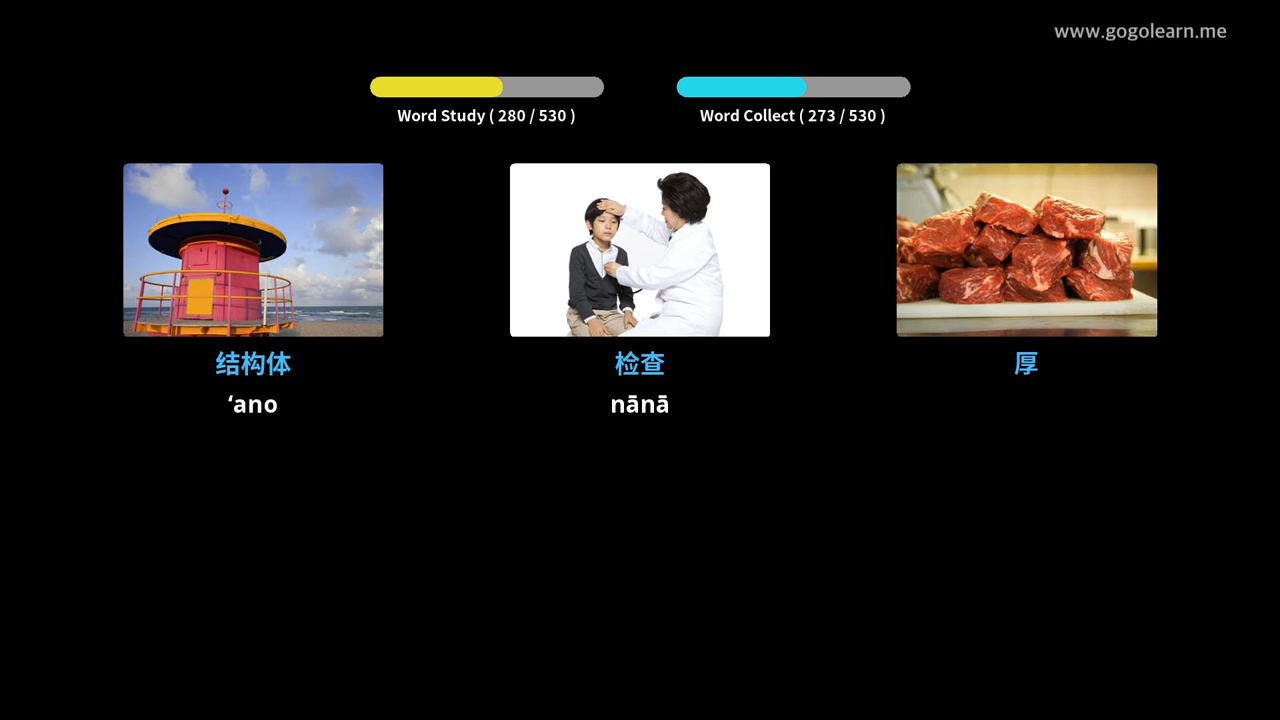 www.gogolearn.me
Word Study ( 280 / 530 )
Word Collect ( 273 / 530 )
结构体
ʻano
检查
nānā
厚